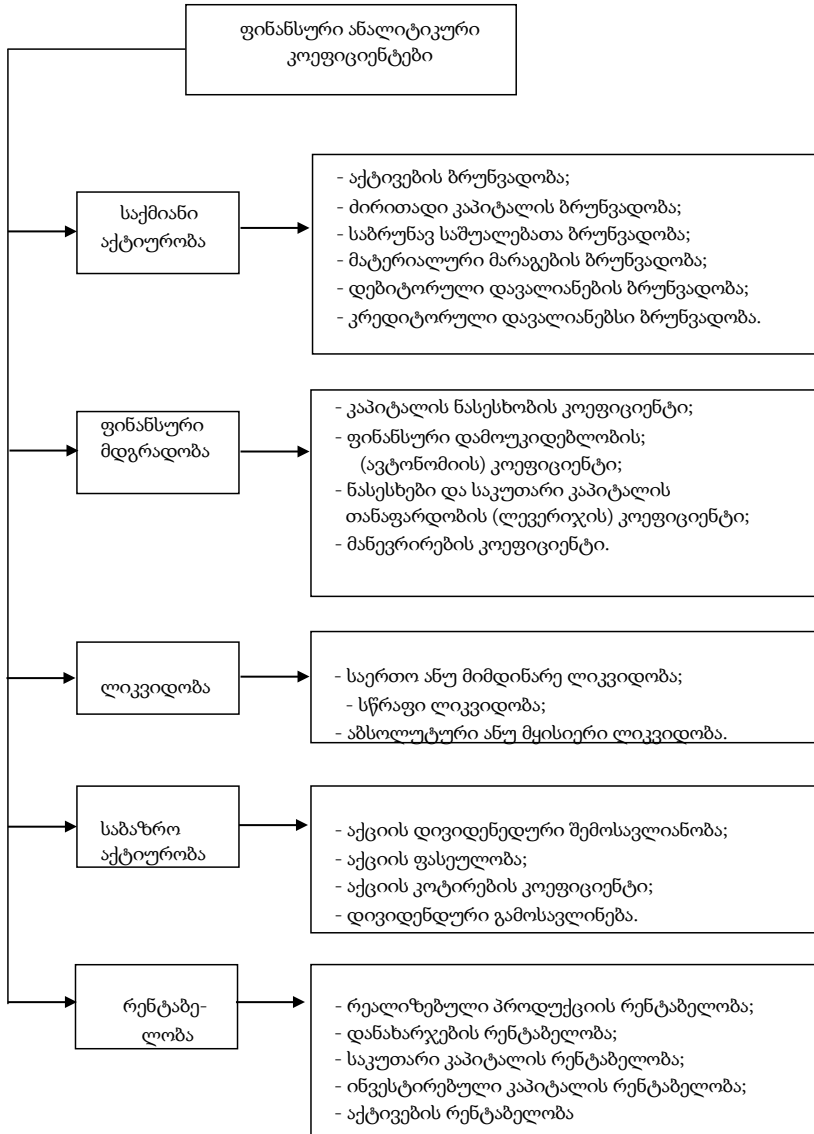 ფინანსური ანალიტიკური
კოეფიციენტები
საქმიანი
აქტიურობა
- აქტივების ბრუნვადობა;
- ძირითადი კაპიტალის ბრუნვადობა;
- საბრუნავ საშუალებათა ბრუნვადობა;
- მატერიალური მარაგების ბრუნვადობა;
- დებიტორული დავალიანების ბრუნვადობა;
- კრედიტორული დავალიანებსი ბრუნვადობა.
ფინანსური
მდგრადობა
- კაპიტალის ნასესხობის კოეფიციენტი;
- ფინანსური დამოუკიდებლობის;
(ავტონომიის) კოეფიციენტი;
- ნასესხები და საკუთარი კაპიტალის
თანაფარდობის (ლევერიჯის) კოეფიციენტი;
- მანევრირების კოეფიციენტი.
ლიკვიდობა
- საერთო ანუ მიმდინარე ლიკვიდობა;
- სწრაფი ლიკვიდობა;
- აბსოლუტური ანუ მყისიერი ლიკვიდობა.
საბაზრო
აქტიურობა
- აქციის დივიდენედური შემოსავლიანობა;
- აქციის ფასეულობა;
- აქციის კოტირების კოეფიციენტი;
- დივიდენდური გამოსავლინება.
რენტაბე-
ლობა
- რეალიზებული პროდუქციის რენტაბელობა;
- დანახარჯების რენტაბელობა;
- საკუთარი კაპიტალის რენტაბელობა;
- ინვესტირებული კაპიტალის რენტაბელობა;
- აქტივების რენტაბელობა